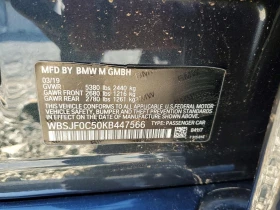 MFD BY BMW M GMBH
03/19
GVWR 5380 LBS 2440 KG
GAWR FRONT 2680 LBS 1216 KG
GAWR REAR 2780 LBS 1261 KG
THIS VEHICLE CONFORMS TO ALL APPLICABLE
FEDERAL MOTOR VEHICLE SAFETY, BUMPER, AND
THEFT PREVENTION STANDARDS IN EFFECT ON THE
DATE OF MANUFACTURE SHOWN ABOVE.
WBSJF0C50KB447566
TYPE: PASSENGER CAR